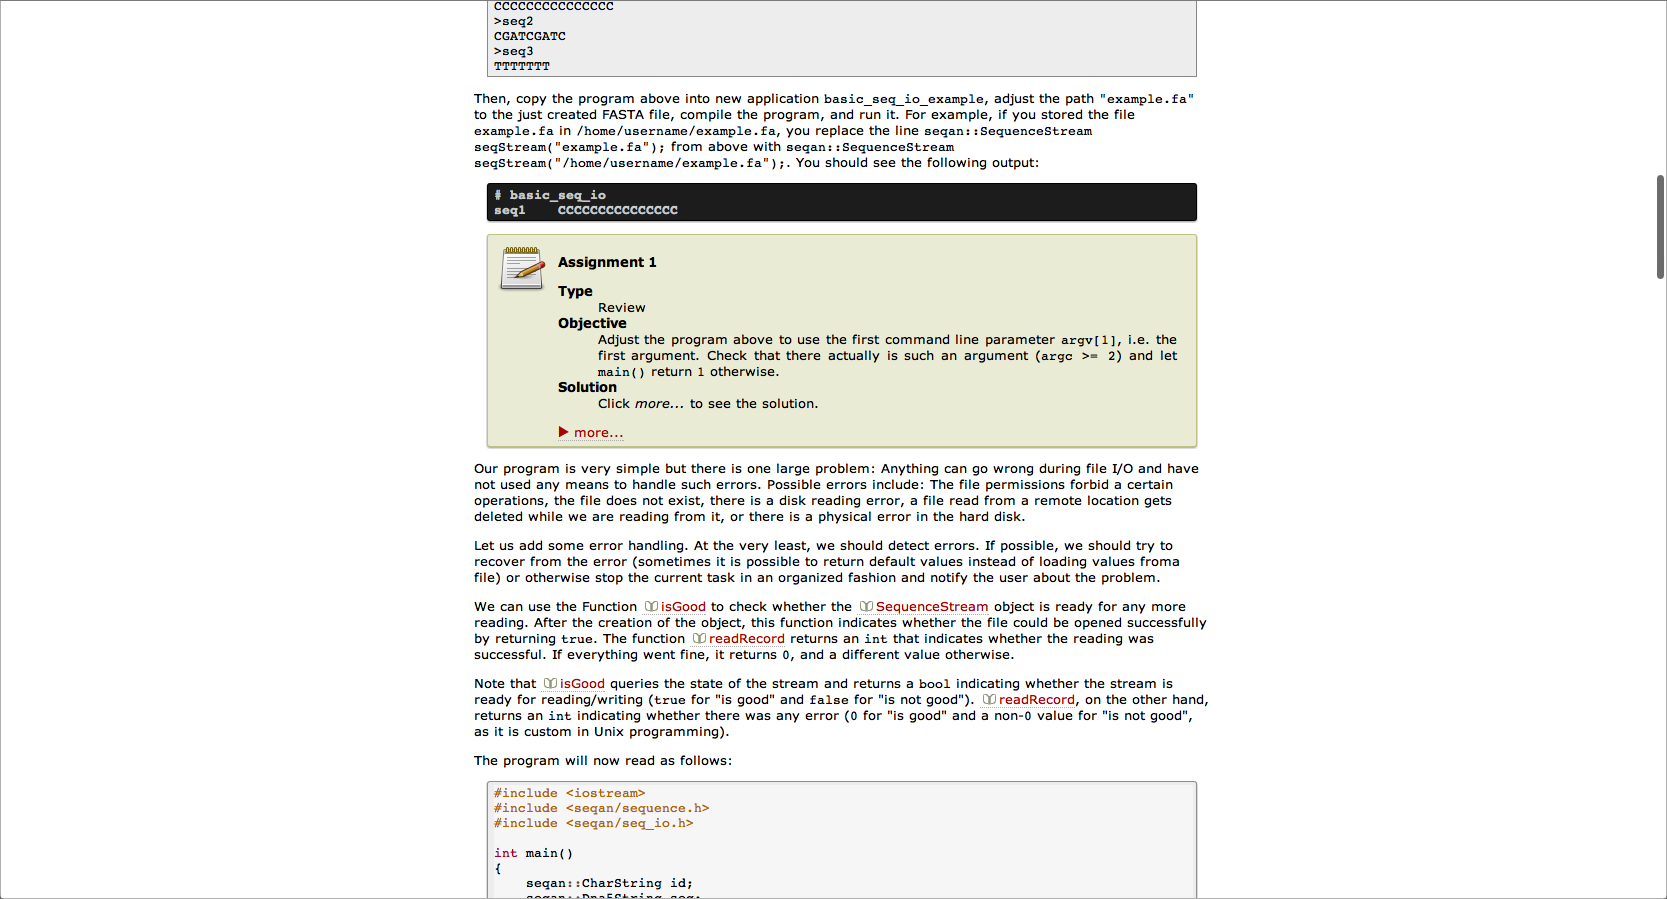 CCCCCCCCCCCCCCC
>seq2
CGATCGATC
>seq3
TTTTTTT
Then, copy the program above into new application basic_seq_io_example, adjust the path "example.fa"
to the just created FASTA file, compile the program, and run it. For example, if you stored the file
example.fa in /home/username/example.fa, you replace the line seqan::SequenceStream
seqStream("example.fa"); from above with seqan::SequenceStream
seqStream("/home/username/example.fa");. You should see the following output:
# basic_seq_io
seq1    CCCCCCCCCCCCCCC
Assignment 1
Type
Review
Objective
Adjust the program above to use the first command line parameter argv[1], i.e. the
first argument. Check that there actually is such an argument (argc >= 2) and let
main() return 1 otherwise.
Solution
Click more... to see the solution.
more...
Our program is very simple but there is one large problem: Anything can go wrong during file I/O and have
not used any means to handle such errors. Possible errors include: The file permissions forbid a certain
operations, the file does not exist, there is a disk reading error, a file read from a remote location gets
deleted while we are reading from it, or there is a physical error in the hard disk.
Let us add some error handling. At the very least, we should detect errors. If possible, we should try to
recover from the error (sometimes it is possible to return default values instead of loading values froma
file) or otherwise stop the current task in an organized fashion and notify the user about the problem.
We can use the Function isGood to check whether the SequenceStream object is ready for any more
reading. After the creation of the object, this function indicates whether the file could be opened successfully
by returning true. The function readRecord returns an int that indicates whether the reading was
successful. If everything went fine, it returns 0, and a different value otherwise.
Note that isGood queries the state of the stream and returns a bool indicating whether the stream is
ready for reading/writing (true for "is good" and false for "is not good"). readRecord, on the other hand,
returns an int indicating whether there was any error (0 for "is good" and a non-0 value for "is not good",
as it is custom in Unix programming).
The program will now read as follows:
#include <iostream>
#include <seqan/sequence.h>
#include <seqan/seq_io.h>
int main()
{
seqan::CharString id;
seqan::Dna5String seq;